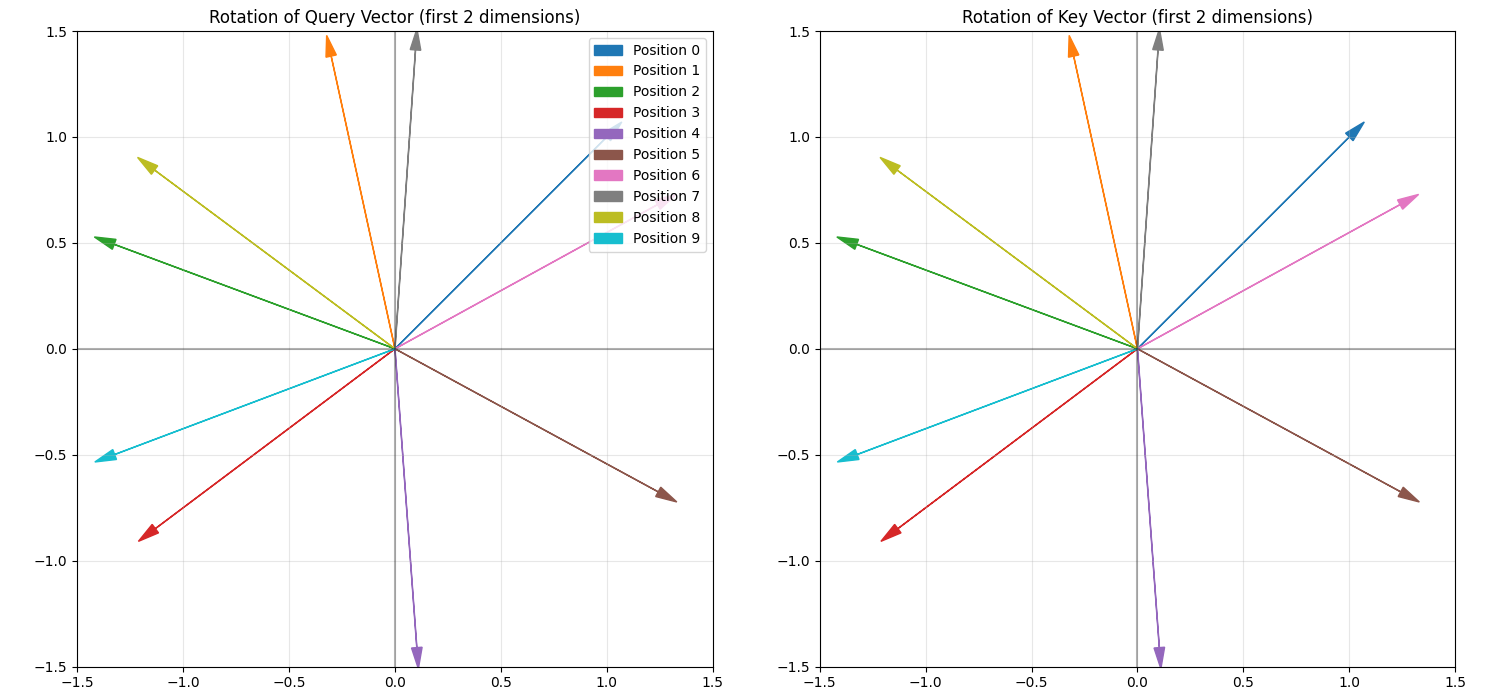 Rotation of Query Vector (first 2 dimensions)
1.5
1.0
0.5
0.0
−0.5
−1.0
−1.5
−1.5
−1.0
−0.5
0.0
0.5
1.0
1.5
Position 0
Position 1
Position 2
Position 3
Position 4
Position 5
Position 6
Position 7
Position 8
Position 9
Rotation of Key Vector (first 2 dimensions)
1.5
1.0
0.5
0.0
−0.5
−1.0
−1.5
−1.5
−1.0
−0.5
0.0
0.5
1.0
1.5